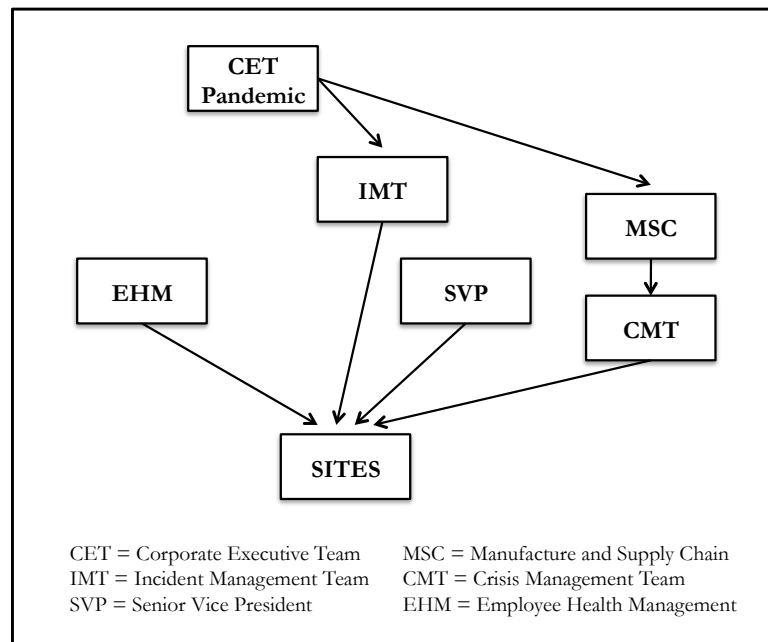 CET
Pandemic
IMT
MSC
EHM
SVP
CMT
SITES
CET = Corporate Executive Team
IMT = Incident Management Team
SVP = Senior Vice President
MSC = Manufacture and Supply Chain
CMT = Crisis Management Team
EHM = Employee Health Management